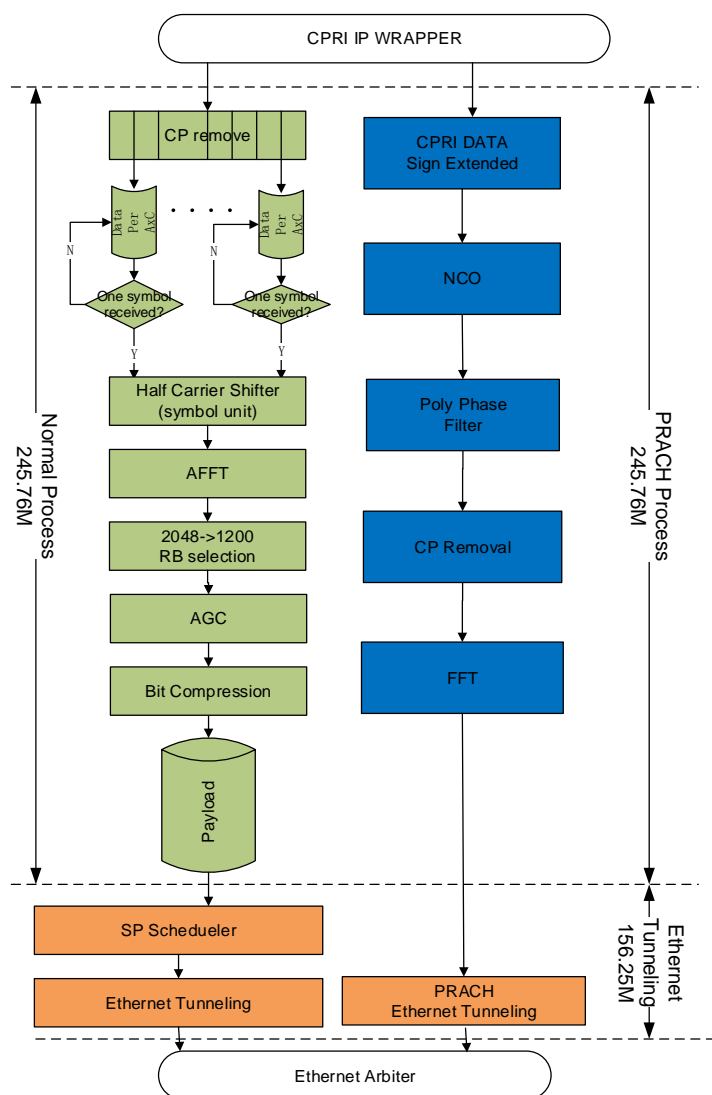 CPRI IP WRAPPER
CP remove
CPRI DATA
Sign Extended
Data
Per
AxC
. . . .
Data
Per
AxC
N
N
NCO
One symbol
received?
One symbol
received?
Y
Y
Half Carrier Shifter
(symbol unit)
Poly Phase
Filter
Normal Process
245.76M
PRACH Process
245.76M
AFFT
2048->1200
RB selection
CP Removal
AGC
Bit Compression
FFT
Payload
SP Schedueler
Ethernet
Tunneling
156.25M
Ethernet Tunneling
PRACH
Ethernet Tunneling
Ethernet Arbiter